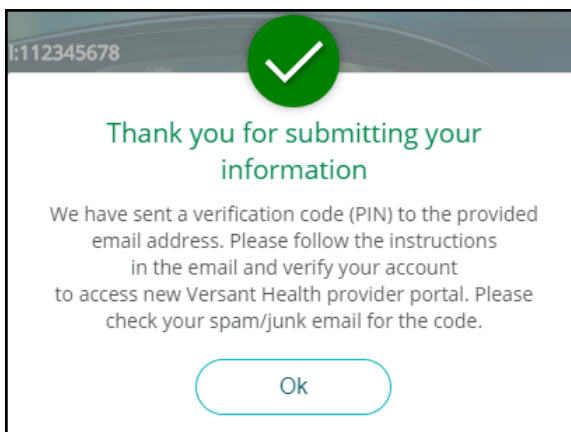 I:112345678
Thank you for submitting your
information
We have sent a verification code (PIN) to the provided
email address. Please follow the instructions
in the email and verify your account
to access new Versant Health provider portal. Please
check your spam/junk email for the code.
Ok